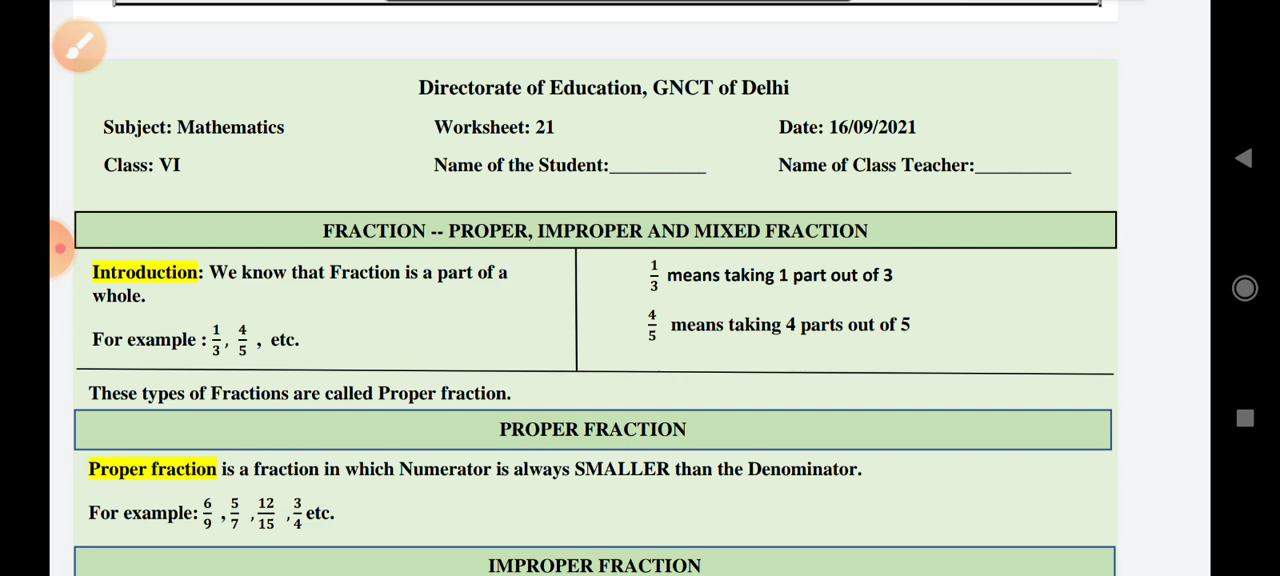 Directorate of Education, GNCT of Delhi
Subject: Mathematics Worksheet: 21 Date: 16/09/2021
Class: VI Name of the Student:_________ Name of Class Teacher:_________
FRACTION -- PROPER, IMPROPER AND MIXED FRACTION
Introduction: We know that Fraction is a part of a
whole.
For example : 1/3, 4/5 , etc.
1/3 means taking 1 part out of 3
4/5 means taking 4 parts out of 5
These types of Fractions are called Proper fraction.
PROPER FRACTION
Proper fraction is a fraction in which Numerator is always SMALLER than the Denominator.
For example: 6/9 , 5/7 , 12/15 , 3/4 etc.
IMPROPER FRACTION